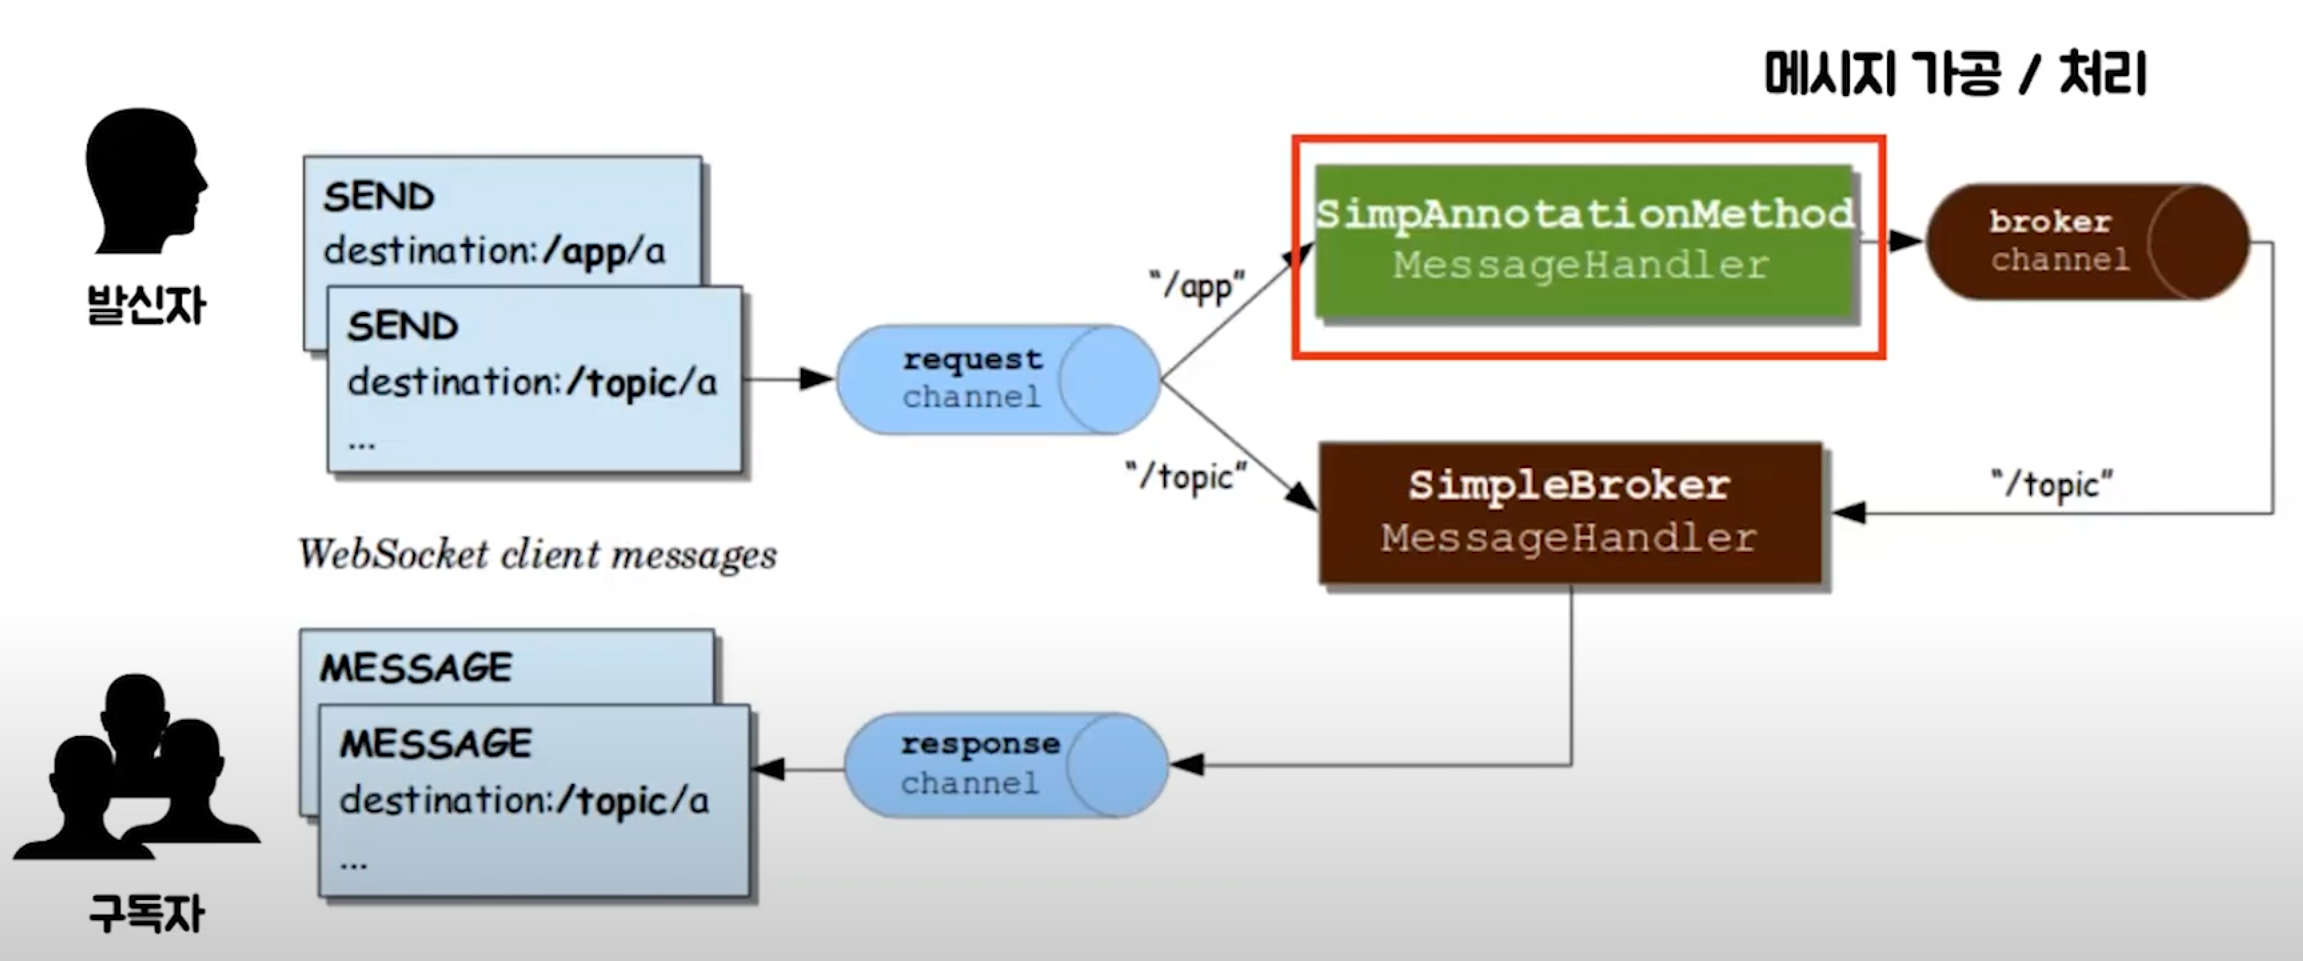 메시지 가공 / 처리
발신자
SEND
destination:/app/a
SEND
destination:/topic/a
...
request
channel
“/app”
“/topic”
SimpAnnotationMethod
MessageHandler
broker
channel
SimpleBroker
MessageHandler
“/topic”
WebSocket client messages
구독자
MESSAGE
MESSAGE
destination:/topic/a
...
response
channel